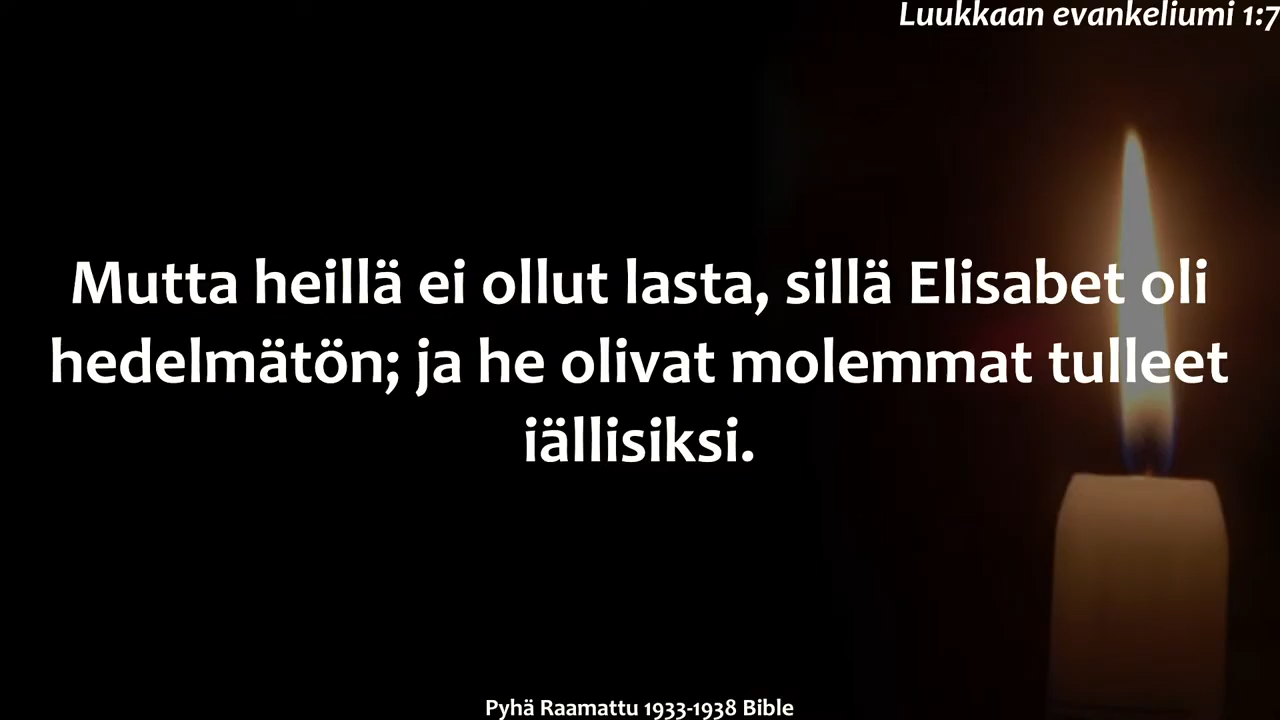 Luukkaan evankeliumi 1:7
Mutta heillä ei ollut lasta, sillä Elisabet oli
hedelmätön; ja he olivat molemmat tulleet
iällisiksi.
Pyhä Raamattu 1933-1938 Bible